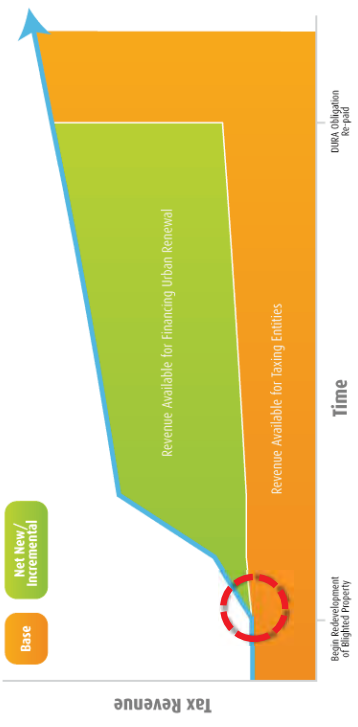 Base
Net New/
Incremental
Tax Revenue
Revenue Available for Financing Urban Renewal
Revenue Available for Taxing Entities
Begin Redevelopment
of Blighted Property
DURA Obligation
Re-paid
Time